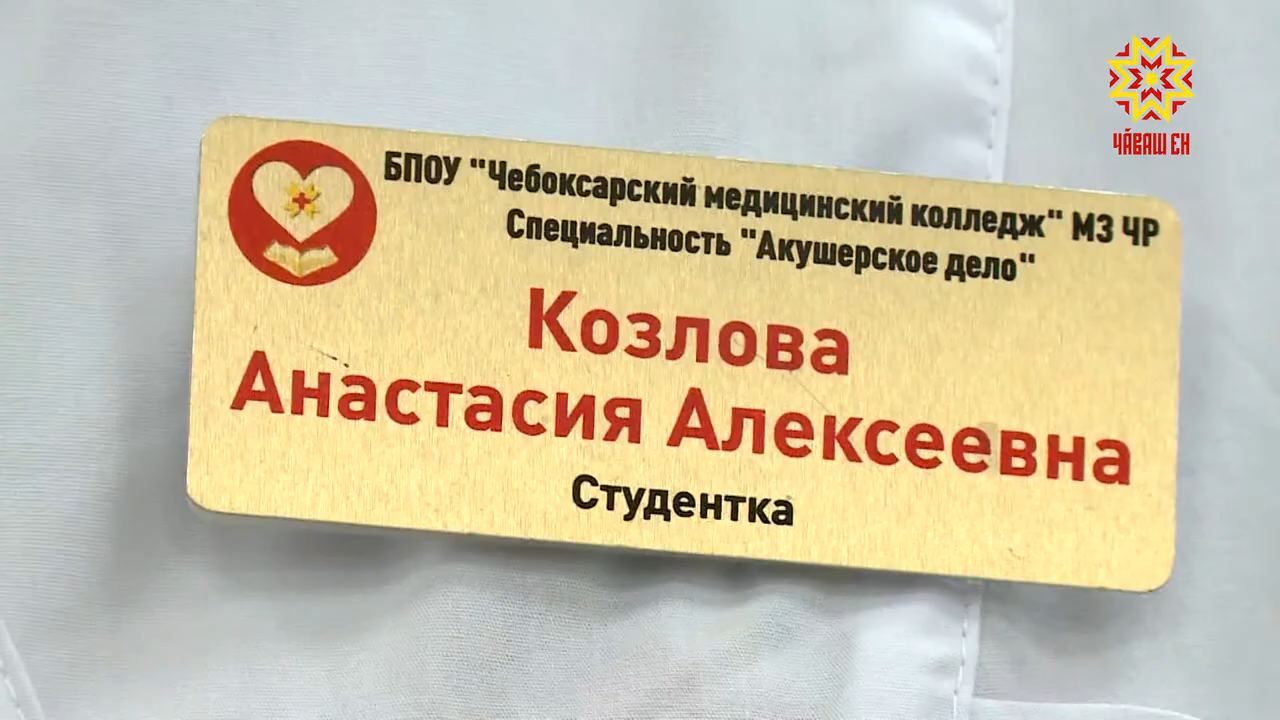 ЧӐВАШ ЕН
БПОУ "Чебоксарский медицинский колледж" МЗ ЧР
Специальность "Акушерское дело"
Козлова
Анастасия Алексеевна
Студентка